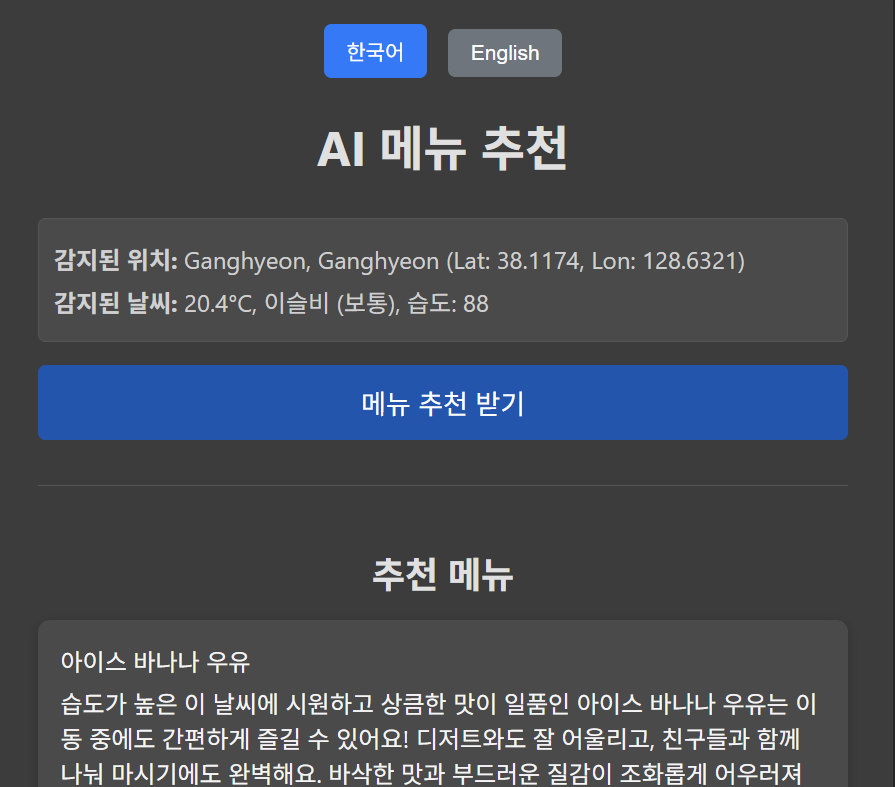 한국어
English
AI 메뉴 추천
감지된 위치: Ganghyeon, Ganghyeon (Lat: 38.1174, Lon: 128.6321)
감지된 날씨: 20.4°C, 이슬비 (보통), 습도: 88
메뉴 추천 받기
추천 메뉴
아이스 바나나 우유
습도가 높은 이 날씨에 시원하고 상큼한 맛이 일품인 아이스 바나나 우유는 이
동 중에도 간편하게 즐길 수 있어요! 디저트와도 잘 어울리고, 친구들과 함께
나눠 마시기에도 완벽해요. 바삭한 맛과 부드러운 질감이 조화롭게 어우러져